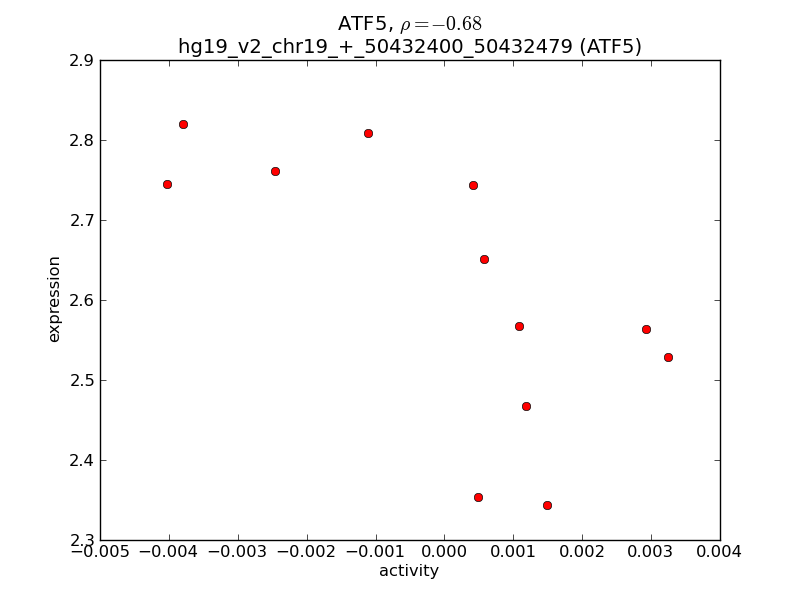 ATF5, ρ=−0.68
hg19_v2_chr19_+_50432400_50432479 (ATF5)
2.9
2.8
2.7
2.6
2.5
2.4
2.3
expression
−0.005 −0.004 −0.003 −0.002 −0.001 0.000 0.001 0.002 0.003 0.004
activity